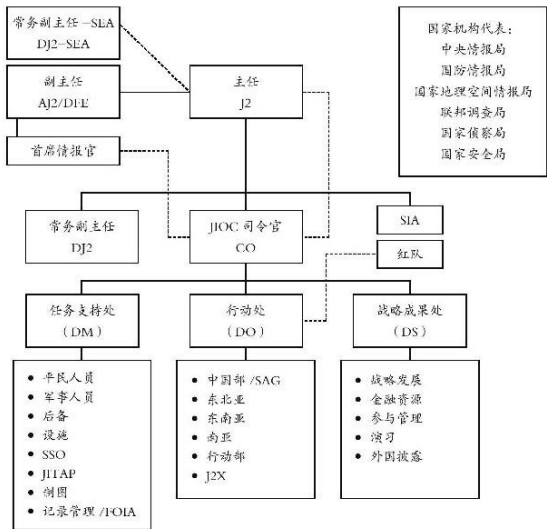 常务副主任-SEA
DJ2-SEA
副主任
AJ2/DFE
首席情报官
主任
J2
国家机构代表:
中央情报局
国防情报局
国家地理空间情报局
联邦调查局
国家侦察局
国家安全局
常务副主任
DJ2
JIOC 司令官
CO
SIA
红队
任务支持处
(DM)
行动处
(DO)
战略成果处
(DS)
• 平民人员
• 军事人员
• 后备
• 设施
• SSO
• JITAP
• 制图
• 记录管理/FOIA
• 中国部/SAG
• 东北亚
• 东南亚
• 南亚
• 行动部
• J2X
• 战略发展
• 金融资源
• 参与管理
• 演习
• 外国披露